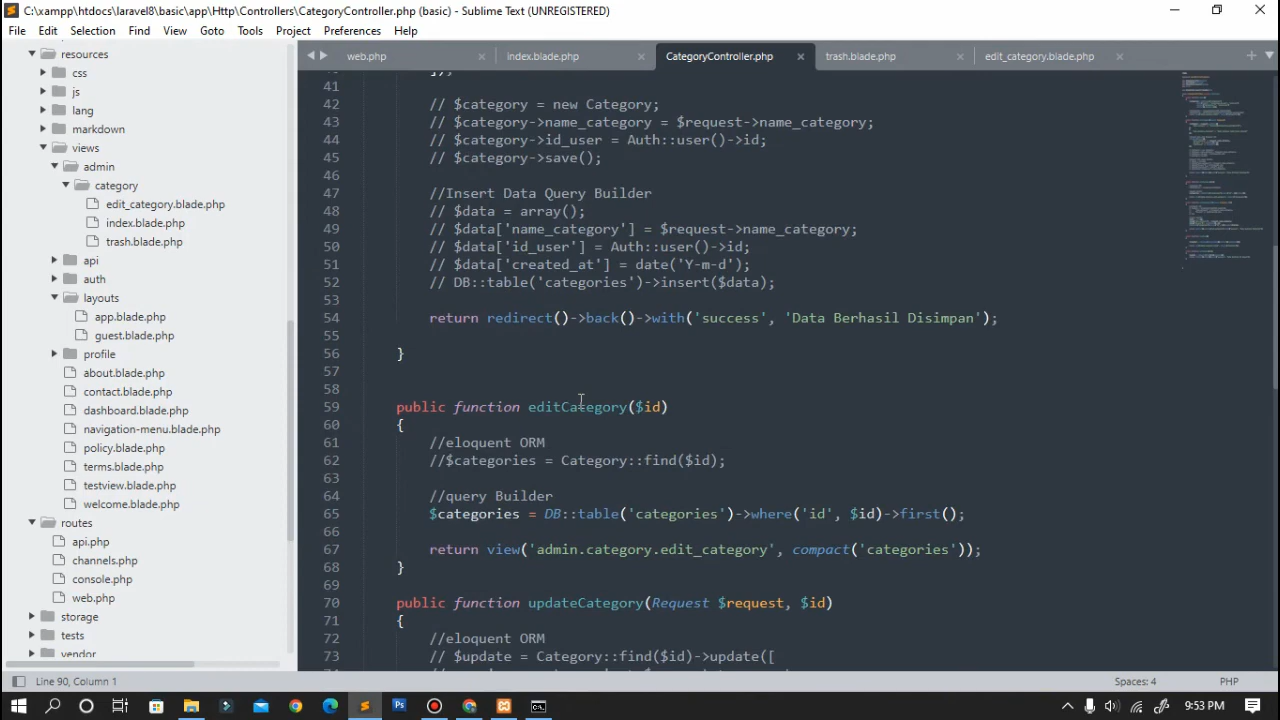 C:\xampp\htdocs\laravel8\basic\app\Http\Controllers\CategoryController.php (basic) - Sublime Text (UNREGISTERED)
File Edit Selection Find View Goto Tools Project Preferences Help
resources
css
js
lang
markdown
views
admin
category
edit_category.blade.php
index.blade.php
trash.blade.php
api
auth
layouts
app.blade.php
guest.blade.php
profile
about.blade.php
contact.blade.php
dashboard.blade.php
navigation-menu.blade.php
policy.blade.php
terms.blade.php
testview.blade.php
welcome.blade.php
routes
api.php
channels.php
console.php
web.php
storage
tests
vendor
web.php index.blade.php CategoryController.php trash.blade.php edit_category.blade.php
41
42 // $category = new Category;
43 // $category->name_category = $request->name_category;
44 // $category->id_user = Auth::user()->id;
45 // $category->save();
46
47 //Insert Data Query Builder
48 // $data = array();
49 // $data['name_category'] = $request->name_category;
50 // $data['id_user'] = Auth::user()->id;
51 // $data['created_at'] = date('Y-m-d');
52 // DB::table('categories')->insert($data);
53
54 return redirect()->back()->with('success', 'Data Berhasil Disimpan');
55
56 }
57
58
59 public function editCategory($id)
60 {
61 //eloquent ORM
62 //$categories = Category::find($id);
63
64 //query Builder
65 $categories = DB::table('categories')->where('id', $id)->first();
66
67 return view('admin.category.edit_category', compact('categories'));
68 }
69
70 public function updateCategory(Request $request, $id)
71 {
72 //eloquent ORM
73 // $update = Category::find($id)->update([
Line 90, Column 1 Spaces: 4 PHP
9:53 PM